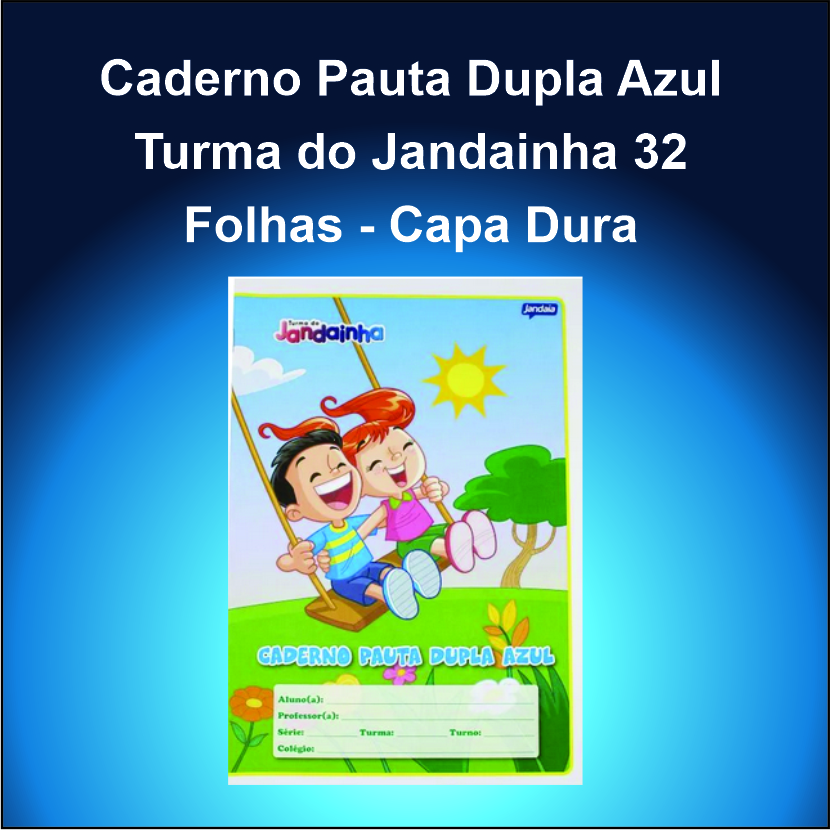 Caderno Pauta Dupla Azul
Turma do Jandainha 32
Folhas - Capa Dura
jandaia
Turma do
Jandainha
CADERNO PAUTA DUPLA AZUL
Aluno(a):
Professor(a):
Série: Turma: Turno:
Colégio: